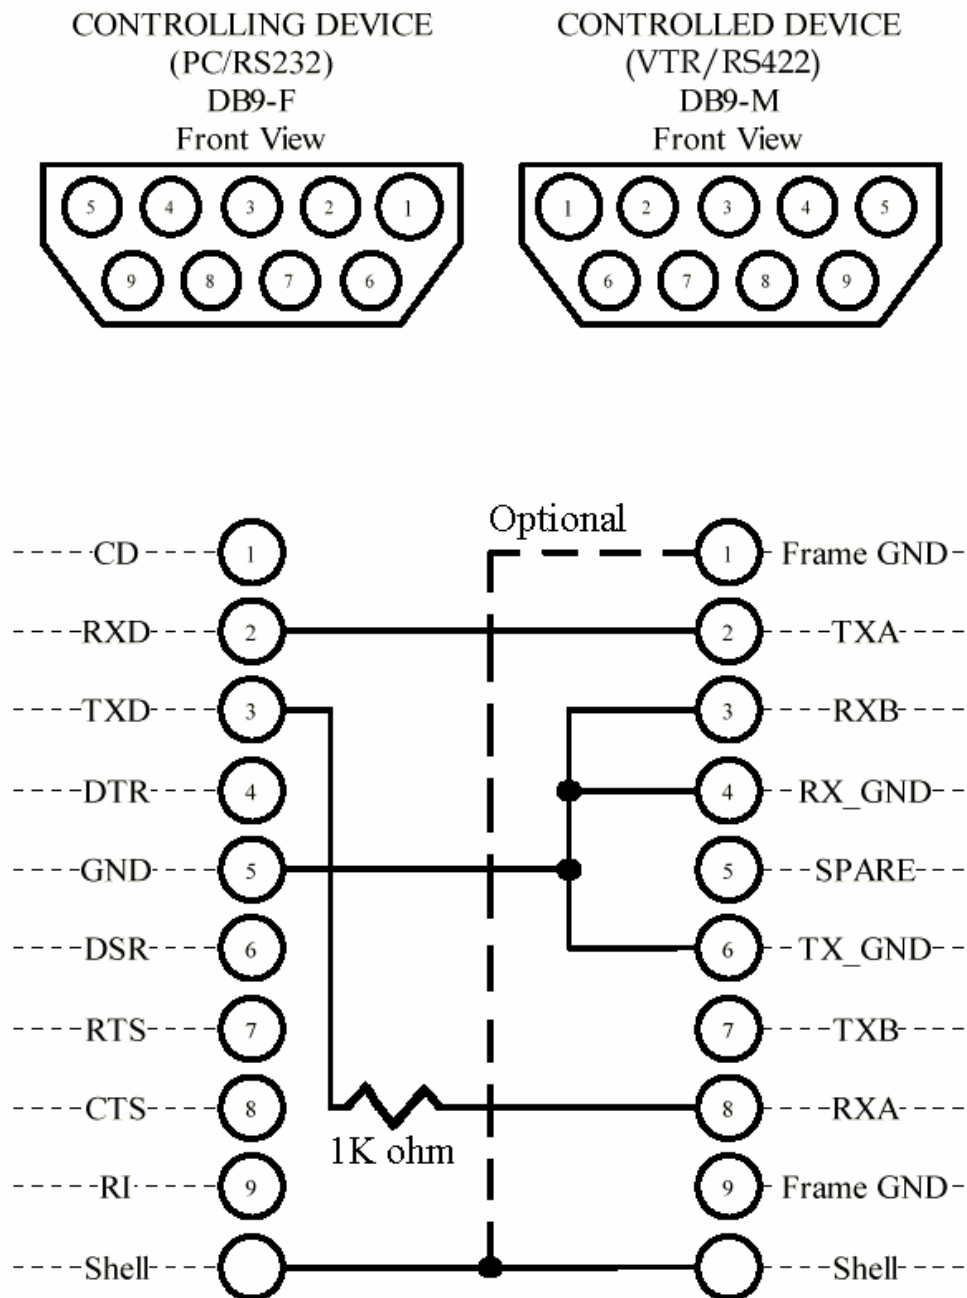 CONTROLLING DEVICE
(PC/RS232)
DB9-F
Front View
5 4 3 2 1
9 8 7 6
CONTROLLED DEVICE
(VTR/RS422)
DB9-M
Front View
1 2 3 4 5
6 7 8 9
Optional
CD 1 1 Frame GND
RXD 2 2 TXA
TXD 3 3 RXB
DTR 4 4 RX_GND
GND 5 5 SPARE
DSR 6 6 TX_GND
RTS 7 7 TXB
CTS 8 8 RXA
1K ohm
RI 9 9 Frame GND
Shell Shell